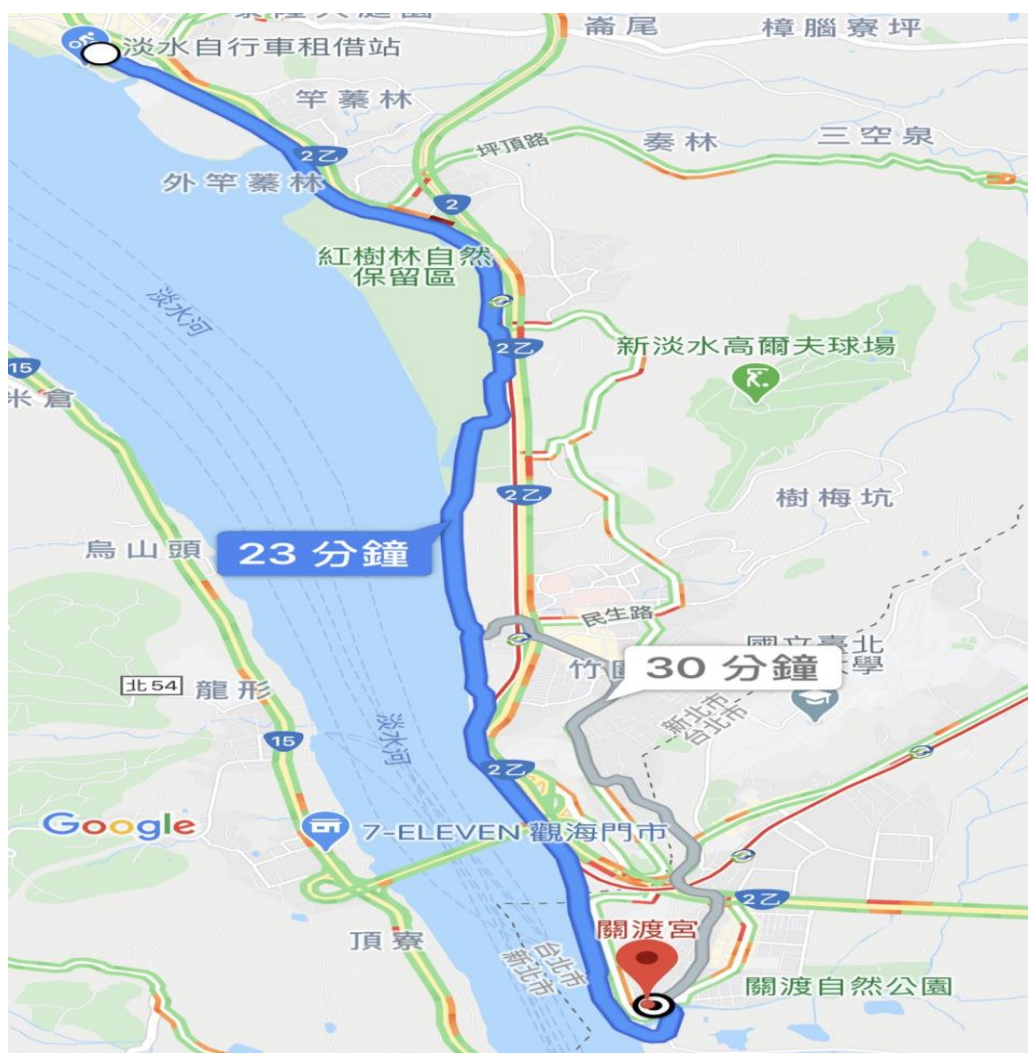 崙尾
樟腦寮坪
淡水自行車租借站
竿蓁林
坪頂路
奏林
三空泉
2乙
外竿蓁林
2
紅樹林自然
保留區
淡水河
2乙
新淡水高爾夫球場
15
米倉
2乙
樹梅坑
烏山頭
23 分鐘
民生路
國立臺北
竹圍
30 分鐘
大學
北54
龍形
新北市
台北市
15
淡水河
2乙
Google
7-ELEVEN 觀海門市
2乙
關渡宮
頂寮
台北市
新北市
關渡自然公園